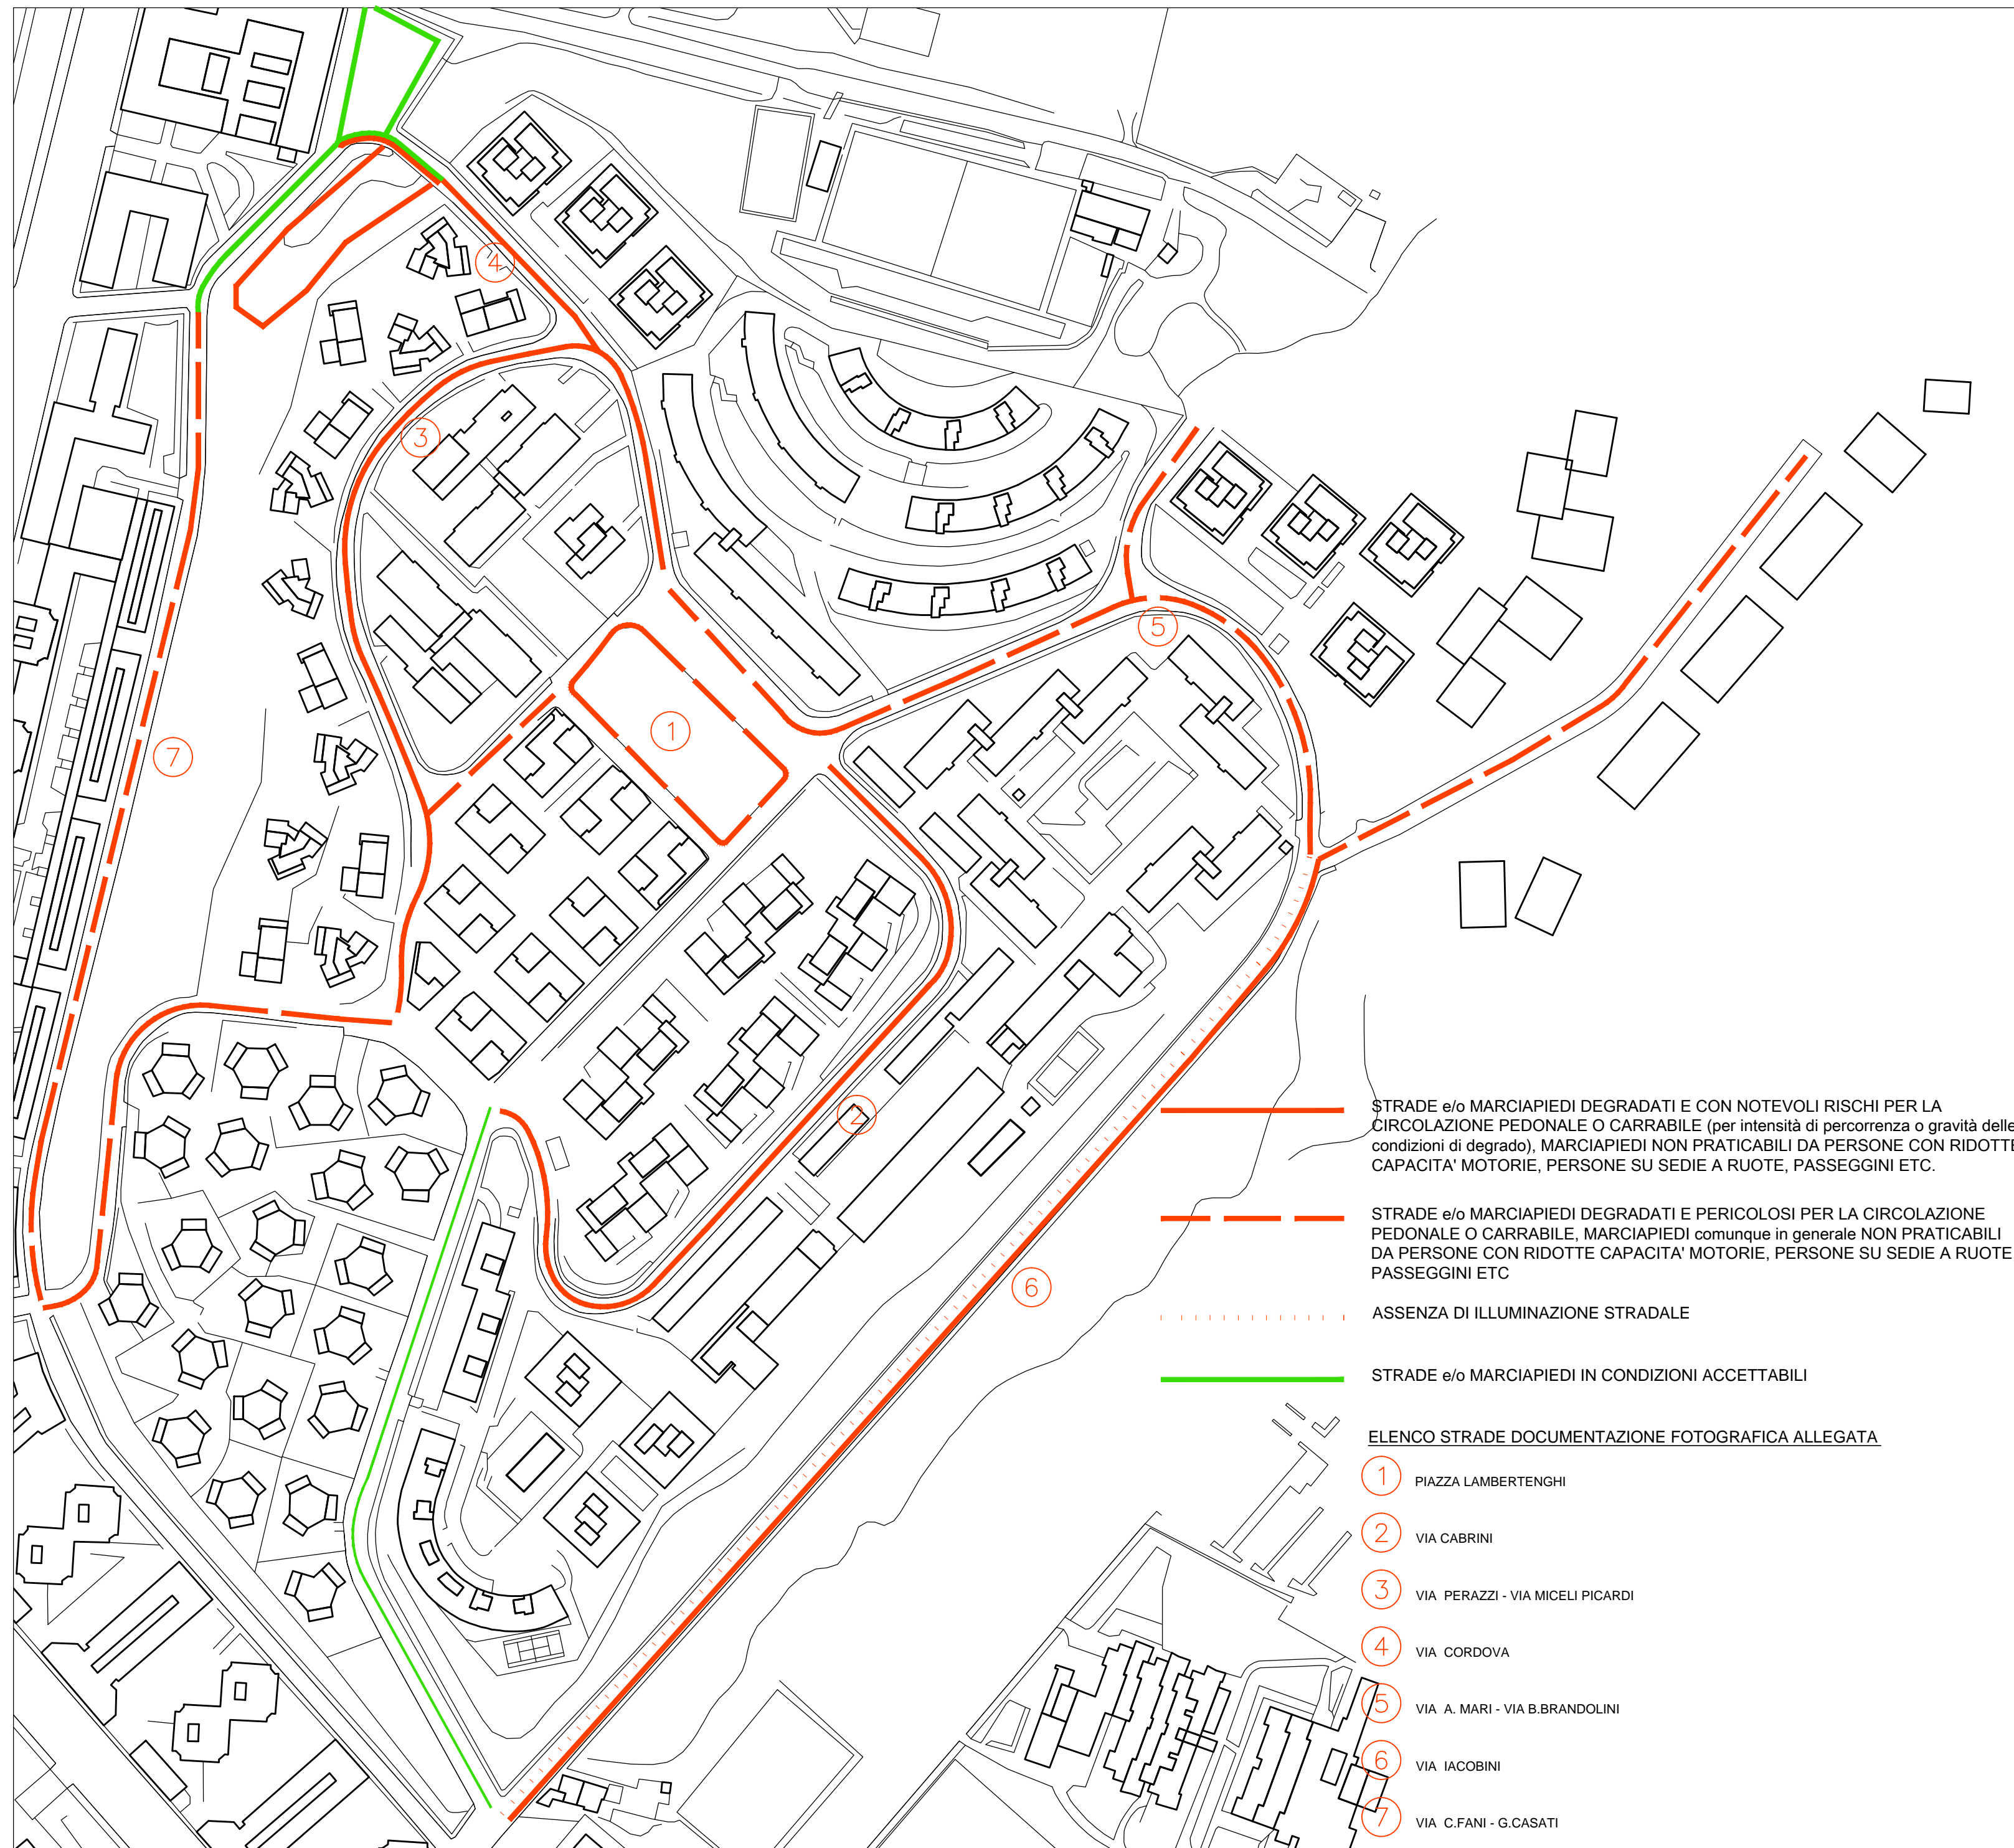 4
3
5
1
7
2
6
STRADE e/o MARCIAPIEDI DEGRADATI E CON NOTEVOLI RISCHI PER LA
CIRCOLAZIONE PEDONALE O CARRABILE (per intensità di percorrenza o gravità delle
condizioni di degrado), MARCIAPIEDI NON PRATICABILI DA PERSONE CON RIDOTTE
CAPACITA' MOTORIE, PERSONE SU SEDIE A RUOTE, PASSEGGINI ETC.
STRADE e/o MARCIAPIEDI DEGRADATI E PERICOLOSI PER LA CIRCOLAZIONE
PEDONALE O CARRABILE, MARCIAPIEDI comunque in generale NON PRATICABILI
DA PERSONE CON RIDOTTE CAPACITA' MOTORIE, PERSONE SU SEDIE A RUOTE
PASSEGGINI ETC
ASSENZA DI ILLUMINAZIONE STRADALE
STRADE e/o MARCIAPIEDI IN CONDIZIONI ACCETTABILI
ELENCO STRADE DOCUMENTAZIONE FOTOGRAFICA ALLEGATA
1 PIAZZA LAMBERTENGHI
2 VIA CABRINI
3 VIA PERAZZI - VIA MICELI PICARDI
4 VIA CORDOVA
5 VIA A. MARI - VIA B.BRANDOLINI
6 VIA IACOBINI
7 VIA C.FANI - G.CASATI